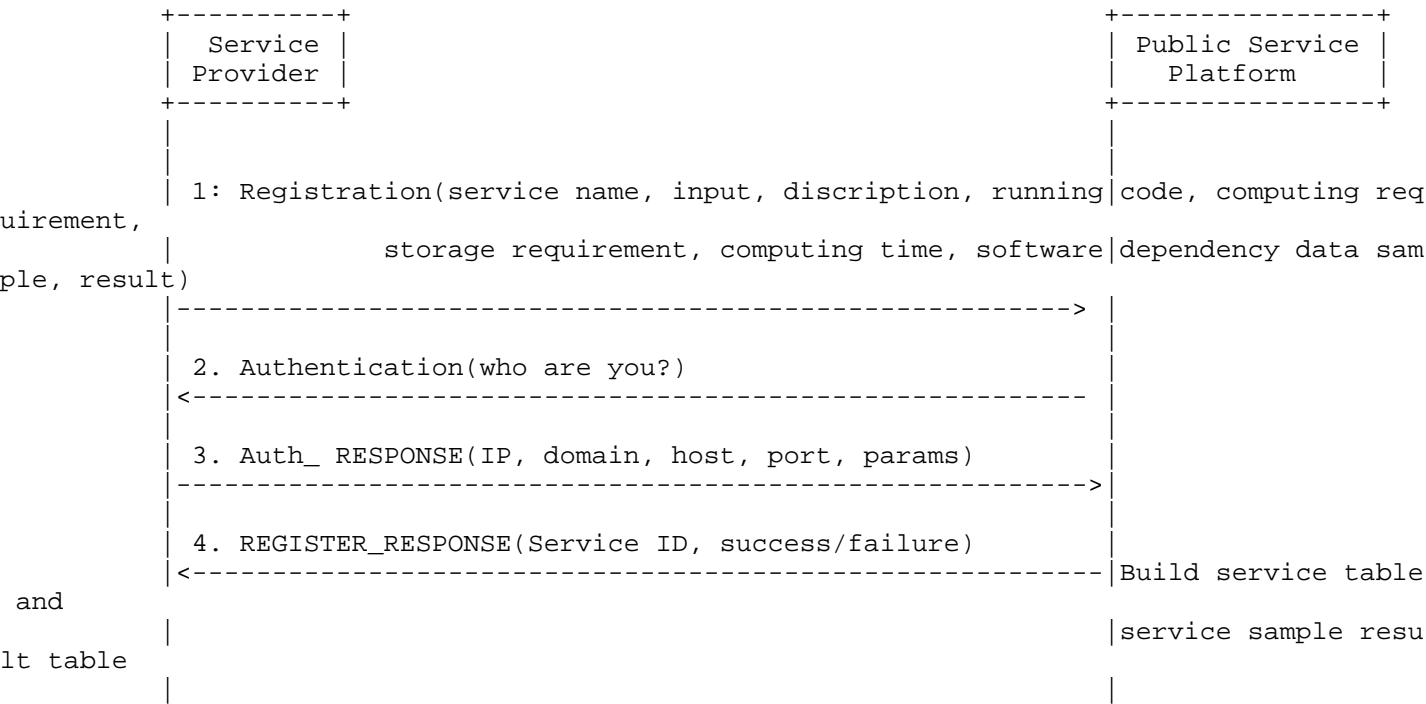 Service
Public Service
Provider
Platform
1: Registration(service name, input, discription, running code, computing req
uirement,
storage requirement, computing time, software dependency data sam
ple, result)
2. Authentication(who are you?)
3. Auth_ RESPONSE(IP, domain, host, port, params)
4. REGISTER_RESPONSE(Service ID, success/failure)
Build service table
and
service sample resu
lt table